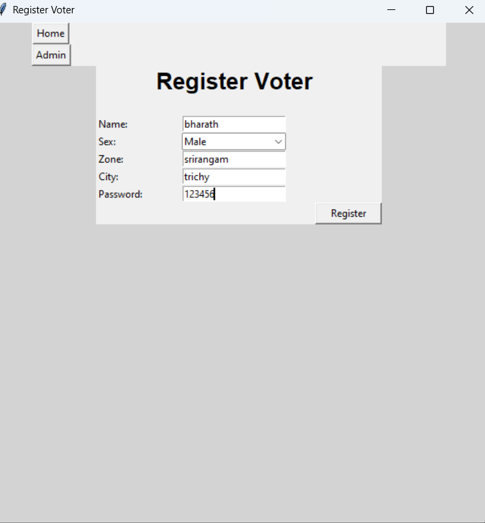 Register Voter
Home
Admin
Register Voter
Name: bharath
Sex: Male
Zone: srirangam
City: trichy
Password: 123456
Register